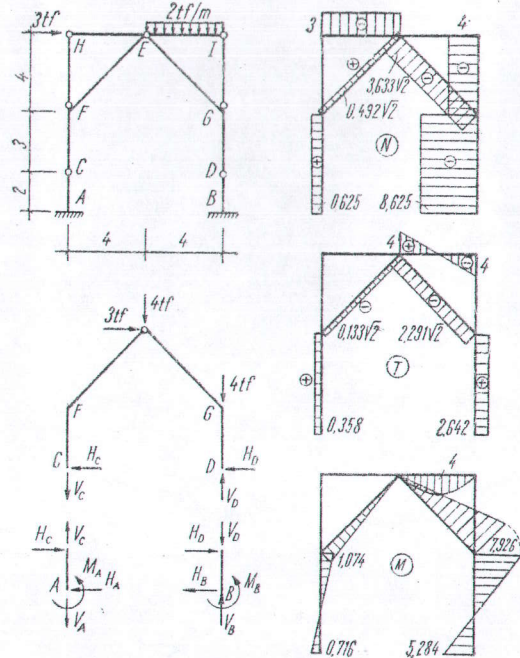 2tf/m
3tf
H
E
I
4
F
G
3
C
D
2
A
B
4
4
3
4
⊖
⊕
⊖
⊖
3,633√2
0,492√2
N
⊕
⊖
0,625
8,625
4
⊕
⊖
4
⊖
⊖
0,133√2
2,291√2
T
⊕
⊕
0,358
2,642
4tf
3tf
4tf
F
G
C
H_C
D
H_D
V_C
V_D
V_C
V_D
H_C
H_D
M_A
H_A
A
V_A
H_B
B
M_B
V_B
4
7,926
1,074
M
0,716
5,284